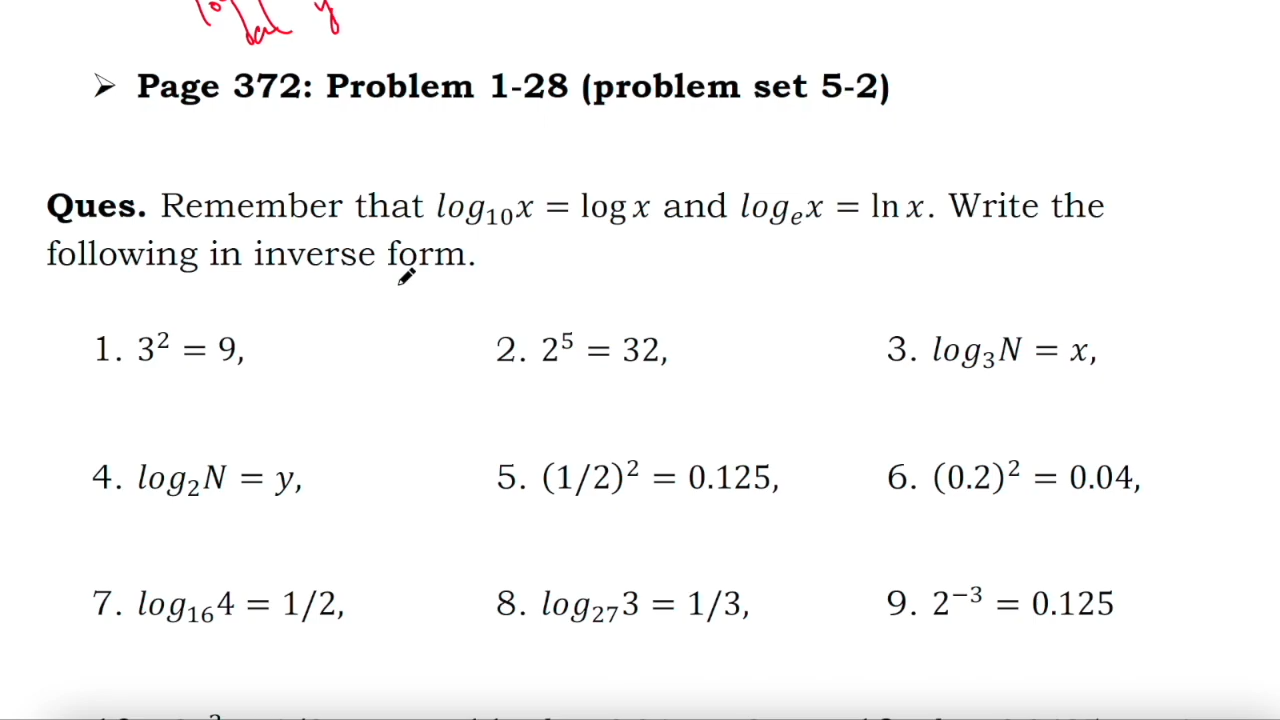 ➢ Page 372: Problem 1-28 (problem set 5-2)
Ques. Remember that log₁₀x = log x and logₑx = ln x. Write the
following in inverse form.
1. 3² = 9, 2. 2⁵ = 32, 3. log₃N = x,
4. log₂N = y, 5. (1/2)² = 0.125, 6. (0.2)² = 0.04,
7. log₁₆4 = 1/2, 8. log₂₇3 = 1/3, 9. 2⁻³ = 0.125